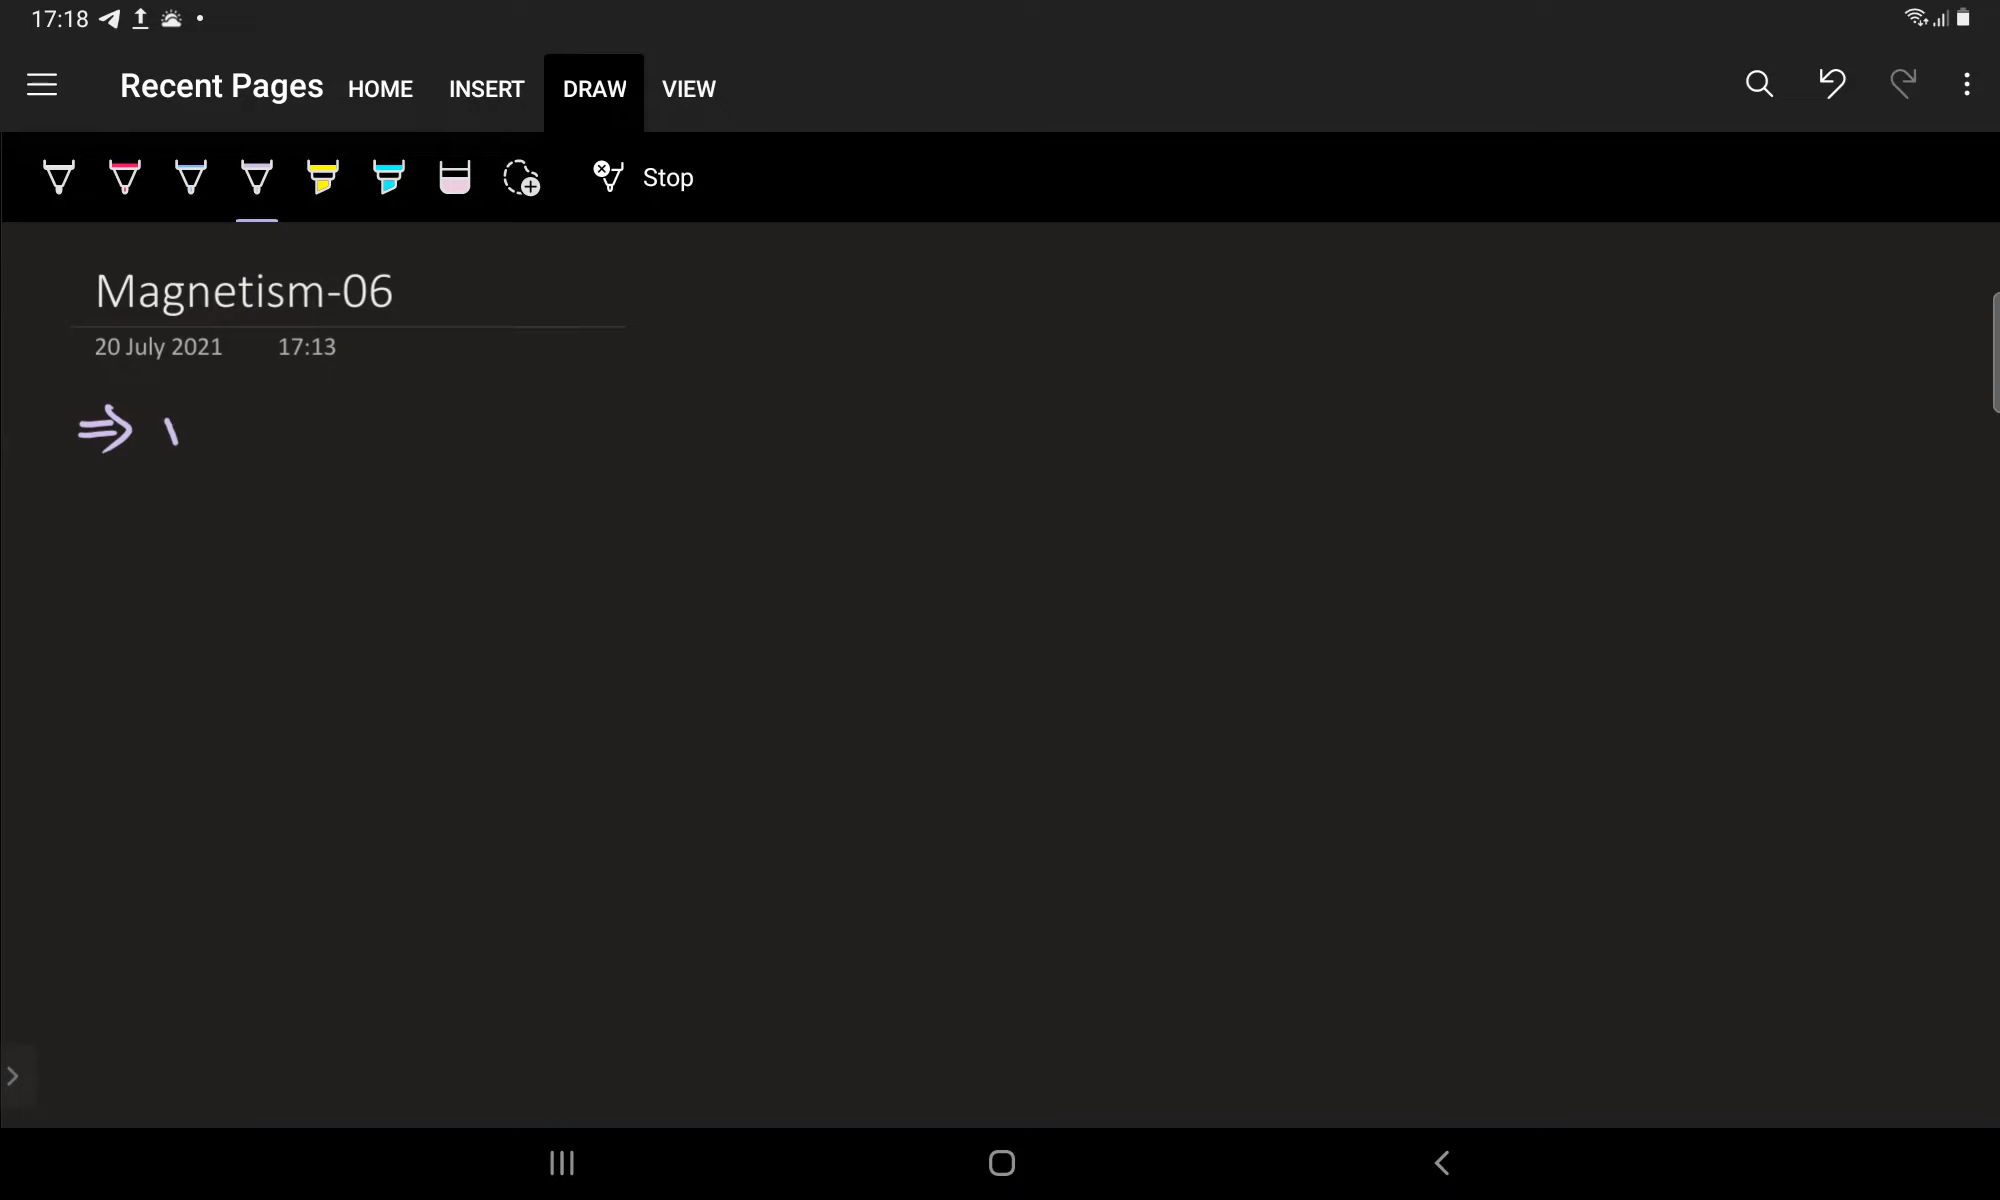 17:18
Recent Pages HOME INSERT DRAW VIEW
Stop
Magnetism-06
20 July 2021 17:13
⇒